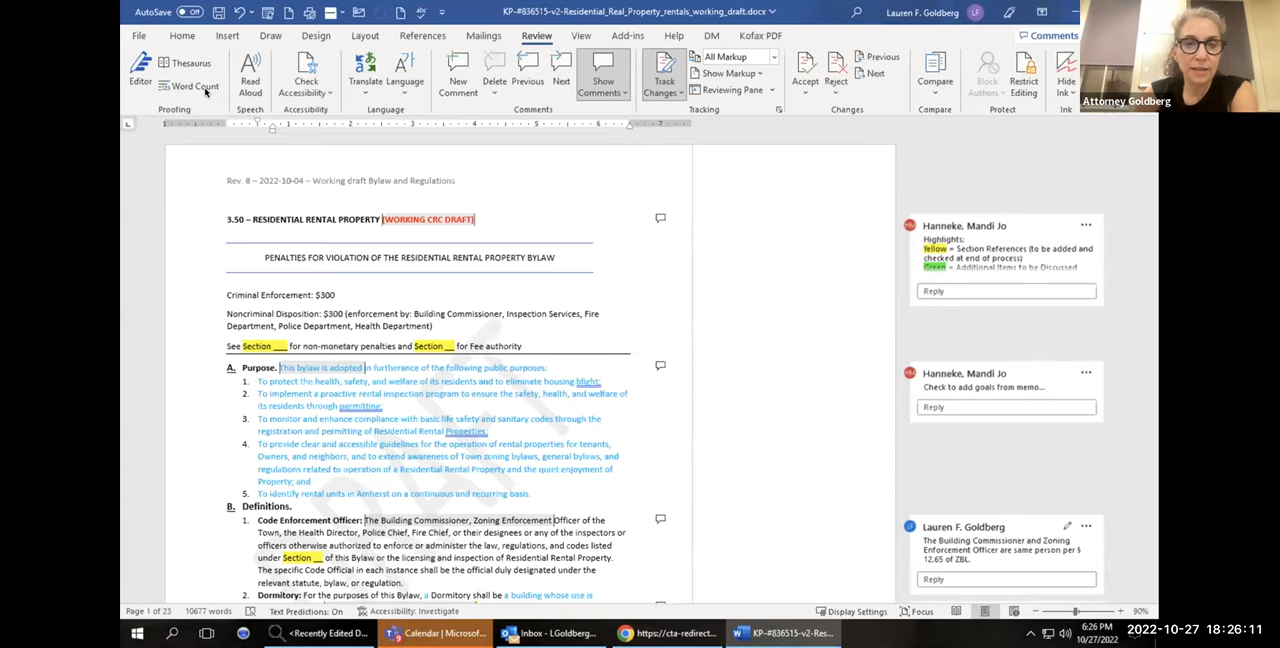 AutoSave Off
KP-#836515-v2-Residential_Real_Property_rentals_working_draft.docx
Lauren F. Goldberg LF
File Home Insert Draw Design Layout References Mailings Review View Add-ins Help DM Kofax PDF Comments
Editor
Thesaurus
Word Count
Proofing
Read Aloud
Speech
Check Accessibility
Accessibility
Translate Language
Language
New Comment
Delete
Previous
Next
Show Comments
Comments
Track Changes
All Markup
Show Markup
Reviewing Pane
Tracking
Accept
Reject
Previous
Next
Changes
Compare
Compare
Block Authors
Restrict Editing
Protect
Hide Ink
Ink
Attorney Goldberg
1 1 2 3 4 5 6 7
Rev. 8 – 2022-10-04 – Working draft Bylaw and Regulations
3.50 – RESIDENTIAL RENTAL PROPERTY (WORKING CRC DRAFT)
PENALTIES FOR VIOLATION OF THE RESIDENTIAL RENTAL PROPERTY BYLAW
Criminal Enforcement: $300
Noncriminal Disposition: $300 (enforcement by: Building Commissioner, Inspection Services, Fire
Department, Police Department, Health Department)
See Section ___ for non-monetary penalties and Section __ for Fee authority
A. Purpose. This bylaw is adopted in furtherance of the following public purposes:
1. To protect the health, safety, and welfare of its residents and to eliminate housing blight;
2. To implement a proactive rental inspection program to ensure the safety, health, and welfare of
its residents through permitting;
3. To monitor and enhance compliance with basic life safety and sanitary codes through the
registration and permitting of Residential Rental Properties;
4. To provide clear and accessible guidelines for the operation of rental properties for tenants,
Owners, and neighbors, and to extend awareness of Town zoning bylaws, general bylaws, and
regulations related to operation of a Residential Rental Property and the quiet enjoyment of
Property; and
5. To identify rental units in Amherst on a continuous and recurring basis.
B. Definitions.
1. Code Enforcement Officer: The Building Commissioner, Zoning Enforcement Officer of the
Town, the Health Director, Police Chief, Fire Chief, or their designees or any of the inspectors or
officers otherwise authorized to enforce or administer the law, regulations, and codes listed
under Section __ of this Bylaw or the licensing and inspection of Residential Rental Property.
The specific Code Official in each instance shall be the official duly designated under the
relevant statute, bylaw, or regulation.
2. Dormitory: For the purposes of this Bylaw, a Dormitory shall be a building whose use is
DRAFT
HM Hanneke, Mandi Jo
Highlights:
Yellow = Section References (to be added and
checked at end of process)
Green = Additional Items to be Discussed
Reply
HM Hanneke, Mandi Jo
Check to add goals from memo...
Reply
LF Lauren F. Goldberg
The Building Commissioner and Zoning
Enforcement Officer are same person per §
12.65 of ZBL.
Reply
Page 1 of 23 10677 words Text Predictions: On Accessibility: Investigate Display Settings Focus 90%
<Recently Edited D...
Calendar | Microsof...
Inbox - LGoldberg...
https://cta-redirect...
KP-#836515-v2-Res...
6:26 PM
10/27/2022
2022-10-27 18:26:11